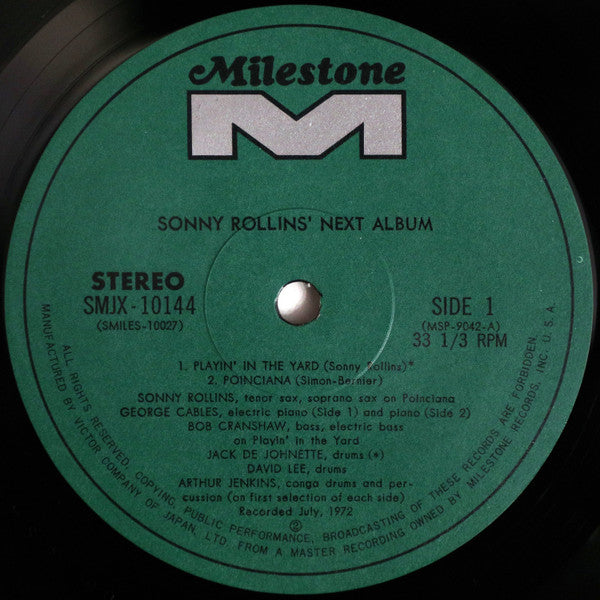 Milestone
M
SONNY ROLLINS' NEXT ALBUM
STEREO
SMJX-10144
(SMILES-10027)
SIDE 1
(MSP-9042-A)
33 1/3 RPM
1. PLAYIN' IN THE YARD (Sonny Rollins)*
2. POINCIANA (Simon-Bernier)
SONNY ROLLINS, tenor sax, soprano sax on Poinciana
GEORGE CABLES, electric piano (Side 1) and piano (Side 2)
BOB CRANSHAW, bass, electric bass
on Playin' in the Yard
JACK DE JOHNETTE, drums (*)
DAVID LEE, drums
ARTHUR JENKINS, conga drums and per-
cussion (on first selection of each side)
Recorded July, 1972
Ⓟ
ALL RIGHTS RESERVED. COPYING, PUBLIC PERFORMANCE, BROADCASTING OF THESE RECORDS ARE FORBIDDEN.
MANUFACTURED BY VICTOR COMPANY OF JAPAN, LTD. FROM A MASTER RECORDING OWNED BY MILESTONE RECORDS, INC. U. S. A.